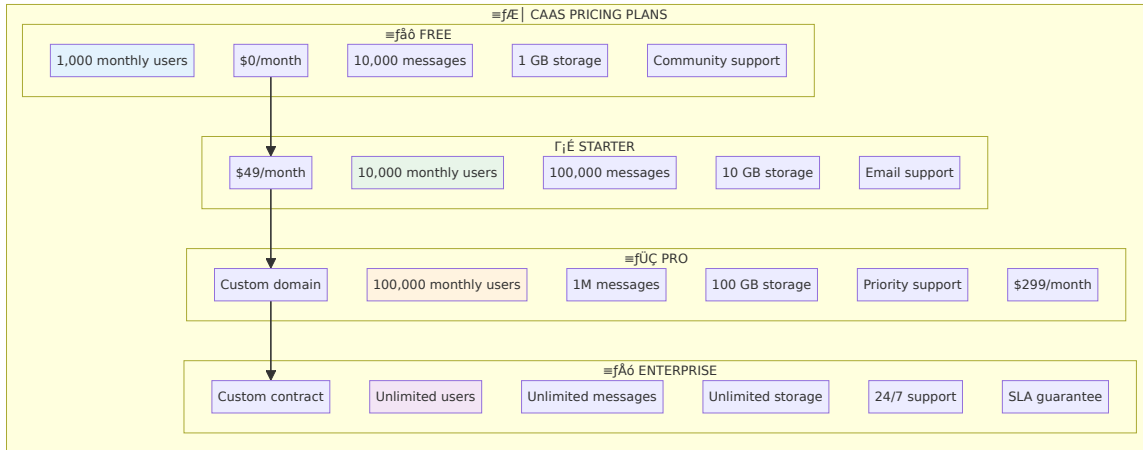 ≡ƒÆ│ CAAS PRICING PLANS
≡ƒåô FREE
1,000 monthly users
$0/month
10,000 messages
1 GB storage
Community support
Γ¡É STARTER
$49/month
10,000 monthly users
100,000 messages
10 GB storage
Email support
≡ƒÜÇ PRO
Custom domain
100,000 monthly users
1M messages
100 GB storage
Priority support
$299/month
≡ƒÅó ENTERPRISE
Custom contract
Unlimited users
Unlimited messages
Unlimited storage
24/7 support
SLA guarantee